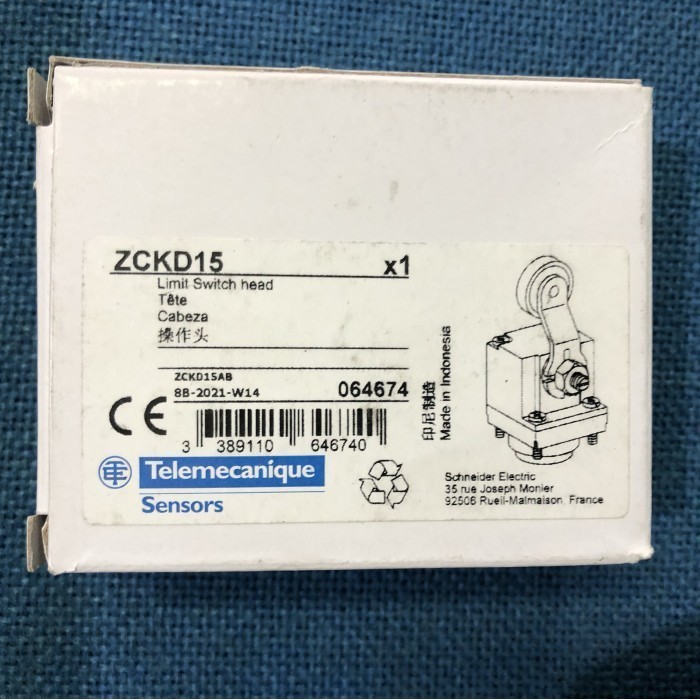 ZCKD15 x1
Limit Switch head
Tête
Cabeza
操作头
ZCKD15AB
8B-2021-W14 064674
CE
3 389110 646740
Telemecanique
Sensors
印尼制造
Made in Indonesia
Schneider Electric
35 rue Joseph Monier
92506 Rueil-Malmaison, France